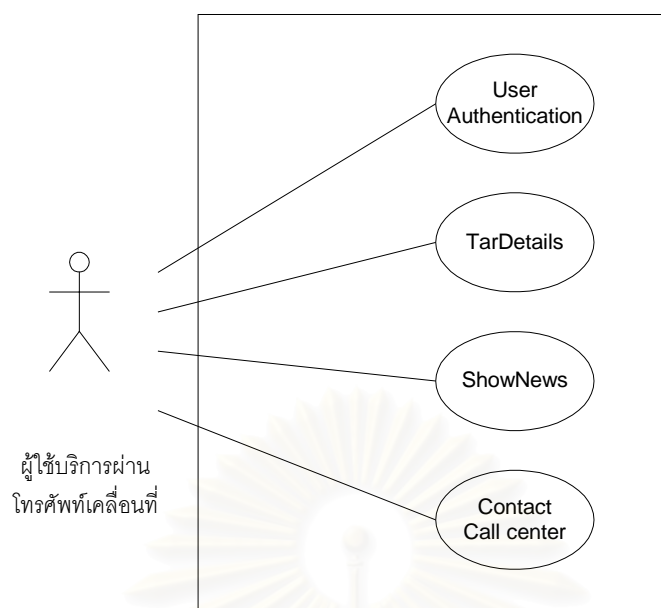 User
Authentication
TarDetails
ShowNews
Contact
Call center
ผู้ใช้บริการผ่าน
โทรศัพท์เคลื่อนที่